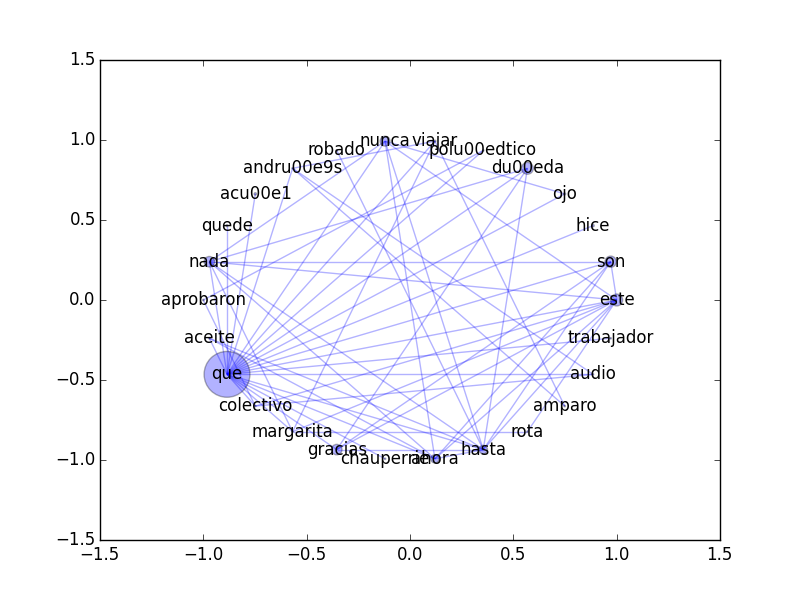 1.5
1.0
0.5
0.0
−0.5
−1.0
−1.5
nunca viajar
robado
polu00edtico
andru00e9s
du00eda
acu00e1
ojo
quede
hice
nada
son
aprobaron
este
aceite
trabajador
que
audio
colectivo
amparo
margarita
rota
gracias
hasta
ahora
−1.5 −1.0 −0.5 0.0 0.5 1.0 1.5